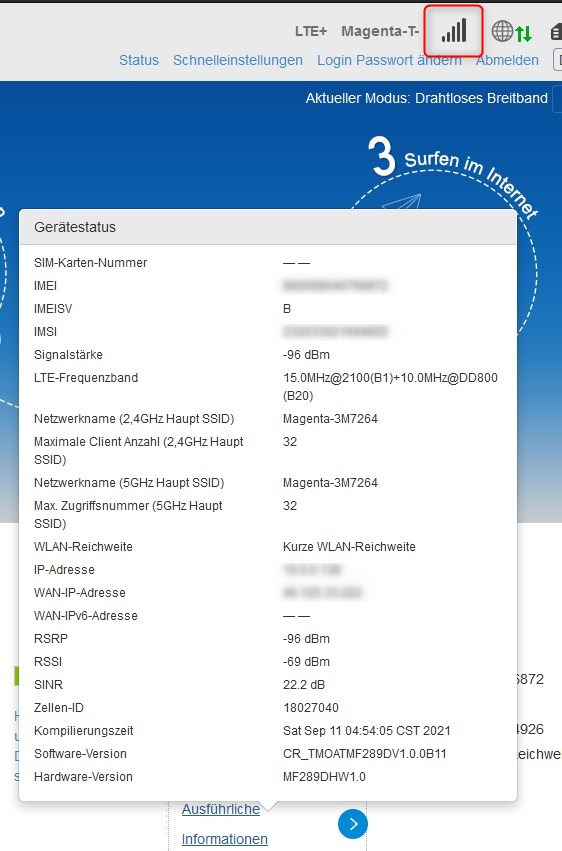 LTE+ Magenta-T-
Status Schnelleinstellungen Login Passwort ändern Abmelden
Aktueller Modus: Drahtloses Breitband
3 Surfen im Internet
Gerätestatus
SIM-Karten-Nummer — —
IMEI
IMEISV B
IMSI
Signalstärke -96 dBm
LTE-Frequenzband 15.0MHz@2100(B1)+10.0MHz@DD800
(B20)
Netzwerkname (2,4GHz Haupt SSID) Magenta-3M7264
Maximale Client Anzahl (2,4GHz Haupt 32
SSID)
Netzwerkname (5GHz Haupt SSID) Magenta-3M7264
Max. Zugriffsnummer (5GHz Haupt 32
SSID)
WLAN-Reichweite Kurze WLAN-Reichweite
IP-Adresse
WAN-IP-Adresse
WAN-IPv6-Adresse — —
RSRP -96 dBm
RSSI -69 dBm
SINR 22.2 dB
Zellen-ID 18027040
Kompilierungszeit Sat Sep 11 04:54:05 CST 2021
Software-Version CR_TMOATMF289DV1.0.0B11
Hardware-Version MF289DHW1.0
6872
4926
Ausführliche
Informationen